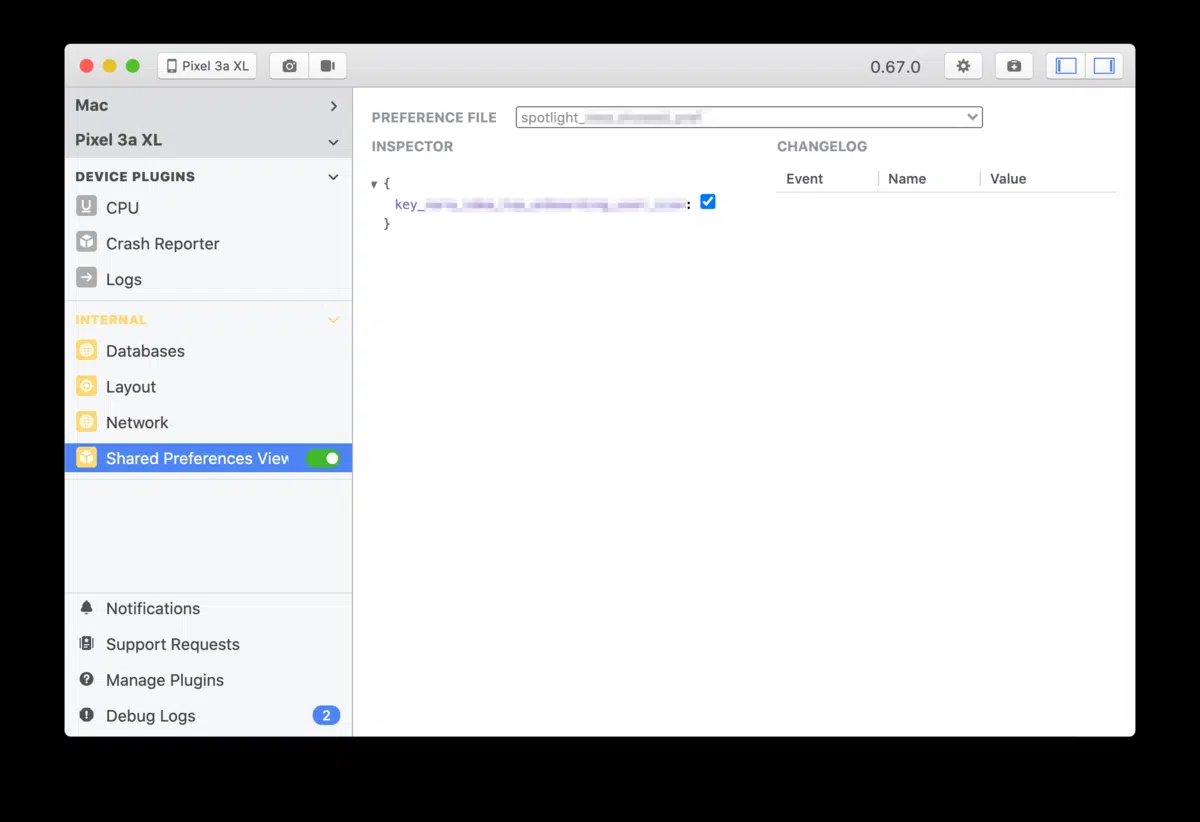 Pixel 3a XL
0.67.0
Mac
Pixel 3a XL
DEVICE PLUGINS
CPU
Crash Reporter
Logs
INTERNAL
Databases
Layout
Network
Shared Preferences View
Notifications
Support Requests
Manage Plugins
Debug Logs 2
PREFERENCE FILE spotlight_
INSPECTOR
{
key_ :
}
CHANGELOG
Event Name Value